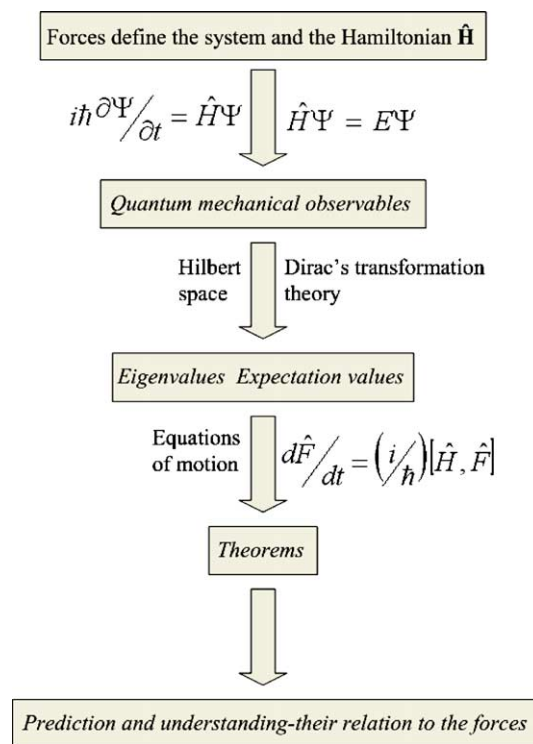 Forces define the system and the Hamiltonian Ĥ
iħ ∂Ψ/∂t = ĤΨ ĤΨ = EΨ
Quantum mechanical observables
Hilbert space
Dirac's transformation theory
Eigenvalues Expectation values
Equations of motion
dF̂/dt = (i/ħ)[Ĥ, F̂]
Theorems
Prediction and understanding-their relation to the forces